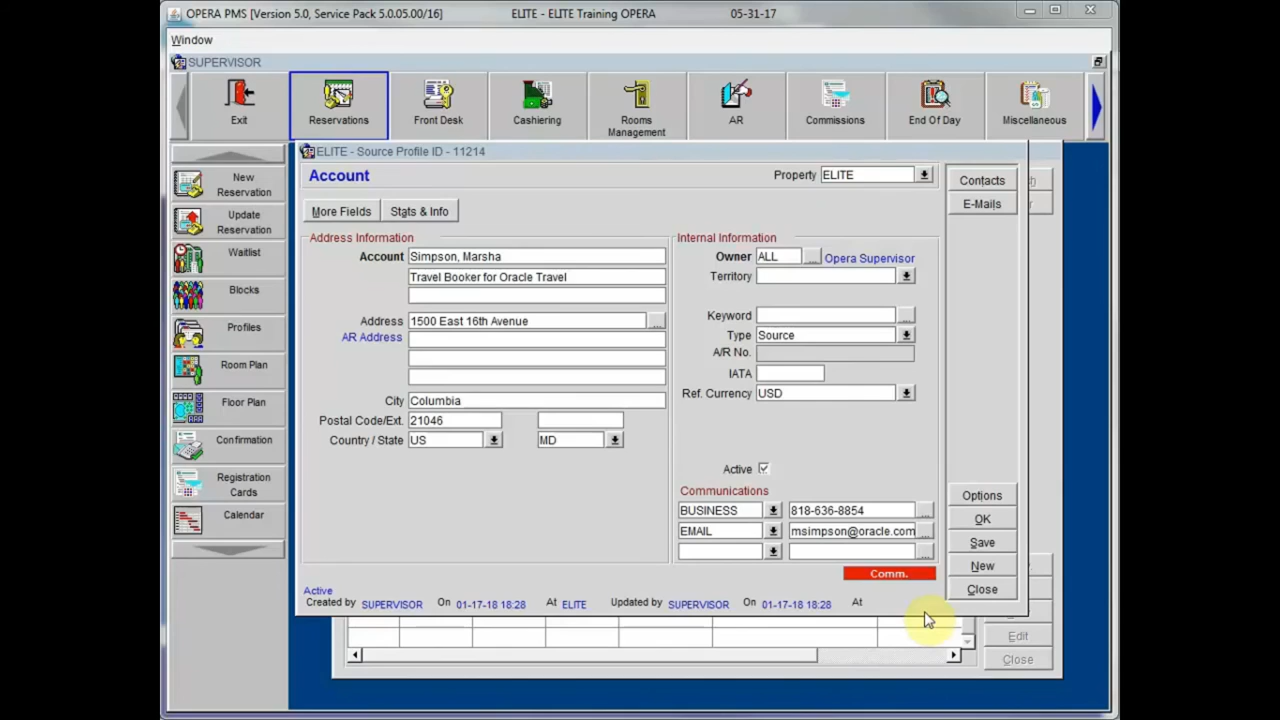 OPERA PMS [Version 5.0, Service Pack 5.0.05.00/16] ELITE - ELITE Training OPERA 05-31-17
Window
SUPERVISOR
Exit
Reservations
Front Desk
Cashiering
Rooms Management
AR
Commissions
End Of Day
Miscellaneous
New Reservation
Update Reservation
Waitlist
Blocks
Profiles
Room Plan
Floor Plan
Confirmation
Registration Cards
Calendar
ELITE - Source Profile ID - 11214
Account
Property ELITE
More Fields Stats & Info
Address Information
Account Simpson, Marsha
Travel Booker for Oracle Travel
Address 1500 East 16th Avenue ...
AR Address
City Columbia
Postal Code/Ext. 21046
Country / State US MD
Internal Information
Owner ALL ... Opera Supervisor
Territory
Keyword ...
Type Source
A/R No.
IATA
Ref. Currency USD
Active
Communications
BUSINESS 818-636-8854 ...
EMAIL msimpson@oracle.com ...
...
Comm.
Active
Created by SUPERVISOR On 01-17-18 18:28 At ELITE Updated by SUPERVISOR On 01-17-18 18:28 At
Contacts
E-Mails
Options
OK
Save
New
Close
Edit
Close